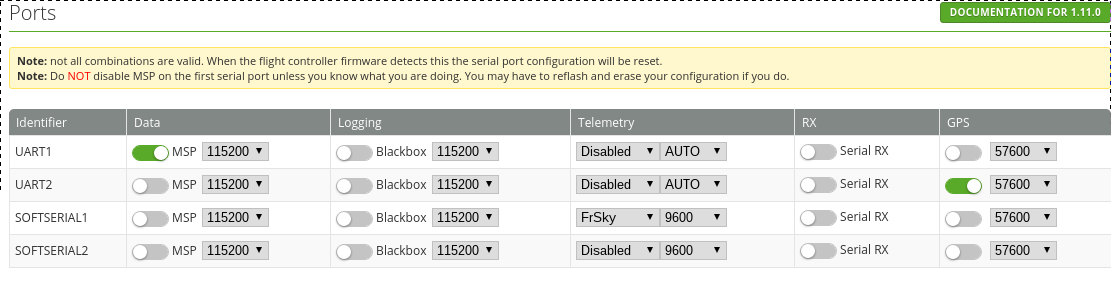 Ports
DOCUMENTATION FOR 1.11.0
Note: not all combinations are valid. When the flight controller firmware detects this the serial port configuration will be reset.
Note: Do NOT disable MSP on the first serial port unless you know what you are doing. You may have to reflash and erase your configuration if you do.
Identifier Data Logging Telemetry RX GPS
UART1 MSP 115200 Blackbox 115200 Disabled AUTO Serial RX 57600
UART2 MSP 115200 Blackbox 115200 Disabled AUTO Serial RX 57600
SOFTSERIAL1 MSP 115200 Blackbox 115200 FrSky 9600 Serial RX 57600
SOFTSERIAL2 MSP 115200 Blackbox 115200 Disabled 9600 Serial RX 57600